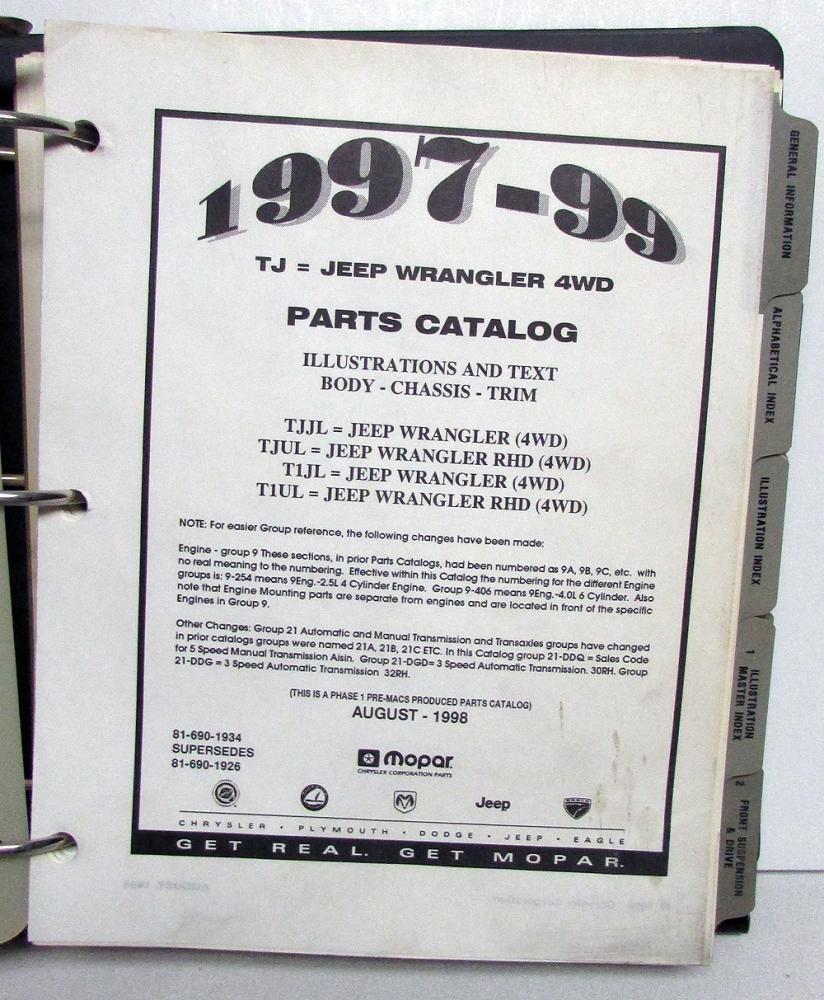 1997-99
TJ = JEEP WRANGLER 4WD
PARTS CATALOG
ILLUSTRATIONS AND TEXT
BODY - CHASSIS - TRIM
TJJL = JEEP WRANGLER (4WD)
TJUL = JEEP WRANGLER RHD (4WD)
T1JL = JEEP WRANGLER (4WD)
T1UL = JEEP WRANGLER RHD (4WD)
NOTE: For easier Group reference, the following changes have been made:
Engine - group 9 These sections, in prior Parts Catalogs, had been numbered as 9A, 9B, 9C, etc. with
no real meaning to the numbering. Effective within this Catalog the numbering for the different Engine
groups is: 9-254 means 9Eng.-2.5L 4 Cylinder Engine. Group 9-406 means 9Eng.-4.0L 6 Cylinder. Also
note that Engine Mounting parts are separate from engines and are located in front of the specific
Engines in Group 9.
Other Changes: Group 21 Automatic and Manual Transmission and Transaxles groups have changed
in prior catalogs groups were named 21A, 21B, 21C ETC. In this Catalog group 21-DDQ = Sales Code
for 5 Speed Manual Transmission Aisin. Group 21-DGD= 3 Speed Automatic Transmission. 30RH. Group
21-DDG = 3 Speed Automatic Transmission 32RH.
(THIS IS A PHASE 1 PRE-MACS PRODUCED PARTS CATALOG)
AUGUST - 1998
81-690-1934
SUPERSEDES
81-690-1926
Mopar
CHRYSLER CORPORATION PARTS
Jeep
CHRYSLER • PLYMOUTH • DODGE • JEEP • EAGLE
GET REAL. GET MOPAR.
GENERAL INFORMATION
ALPHABETICAL INDEX
ILLUSTRATION INDEX
1 ILLUSTRATION
MASTER INDEX
2 FRONT SUSPENSION
& DRIVE